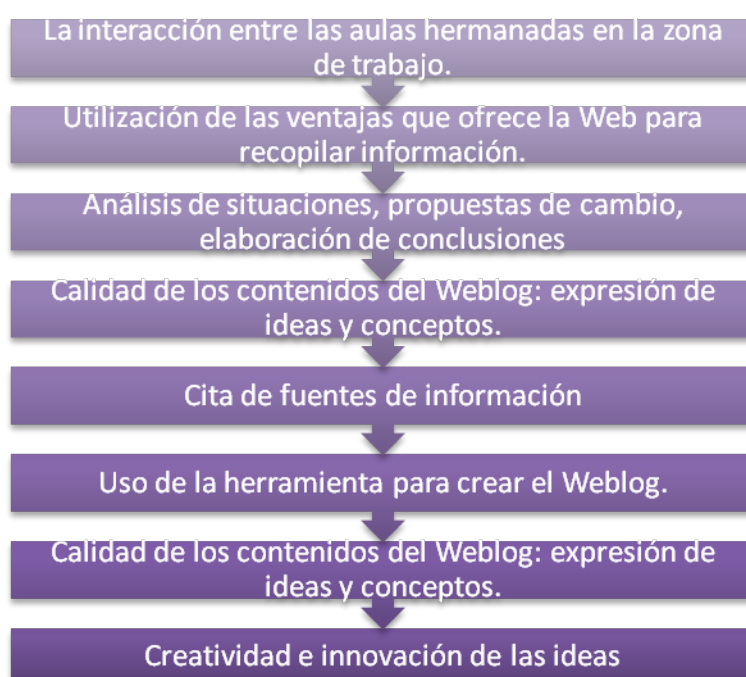 La interacción entre las aulas hermanadas en la zona
de trabajo.
Utilización de las ventajas que ofrece la Web para
recopilar información.
Análisis de situaciones, propuestas de cambio,
elaboración de conclusiones
Calidad de los contenidos del Weblog: expresión de
ideas y conceptos.
Cita de fuentes de información
Uso de la herramienta para crear el Weblog.
Calidad de los contenidos del Weblog: expresión de
ideas y conceptos.
Creatividad e innovación de las ideas